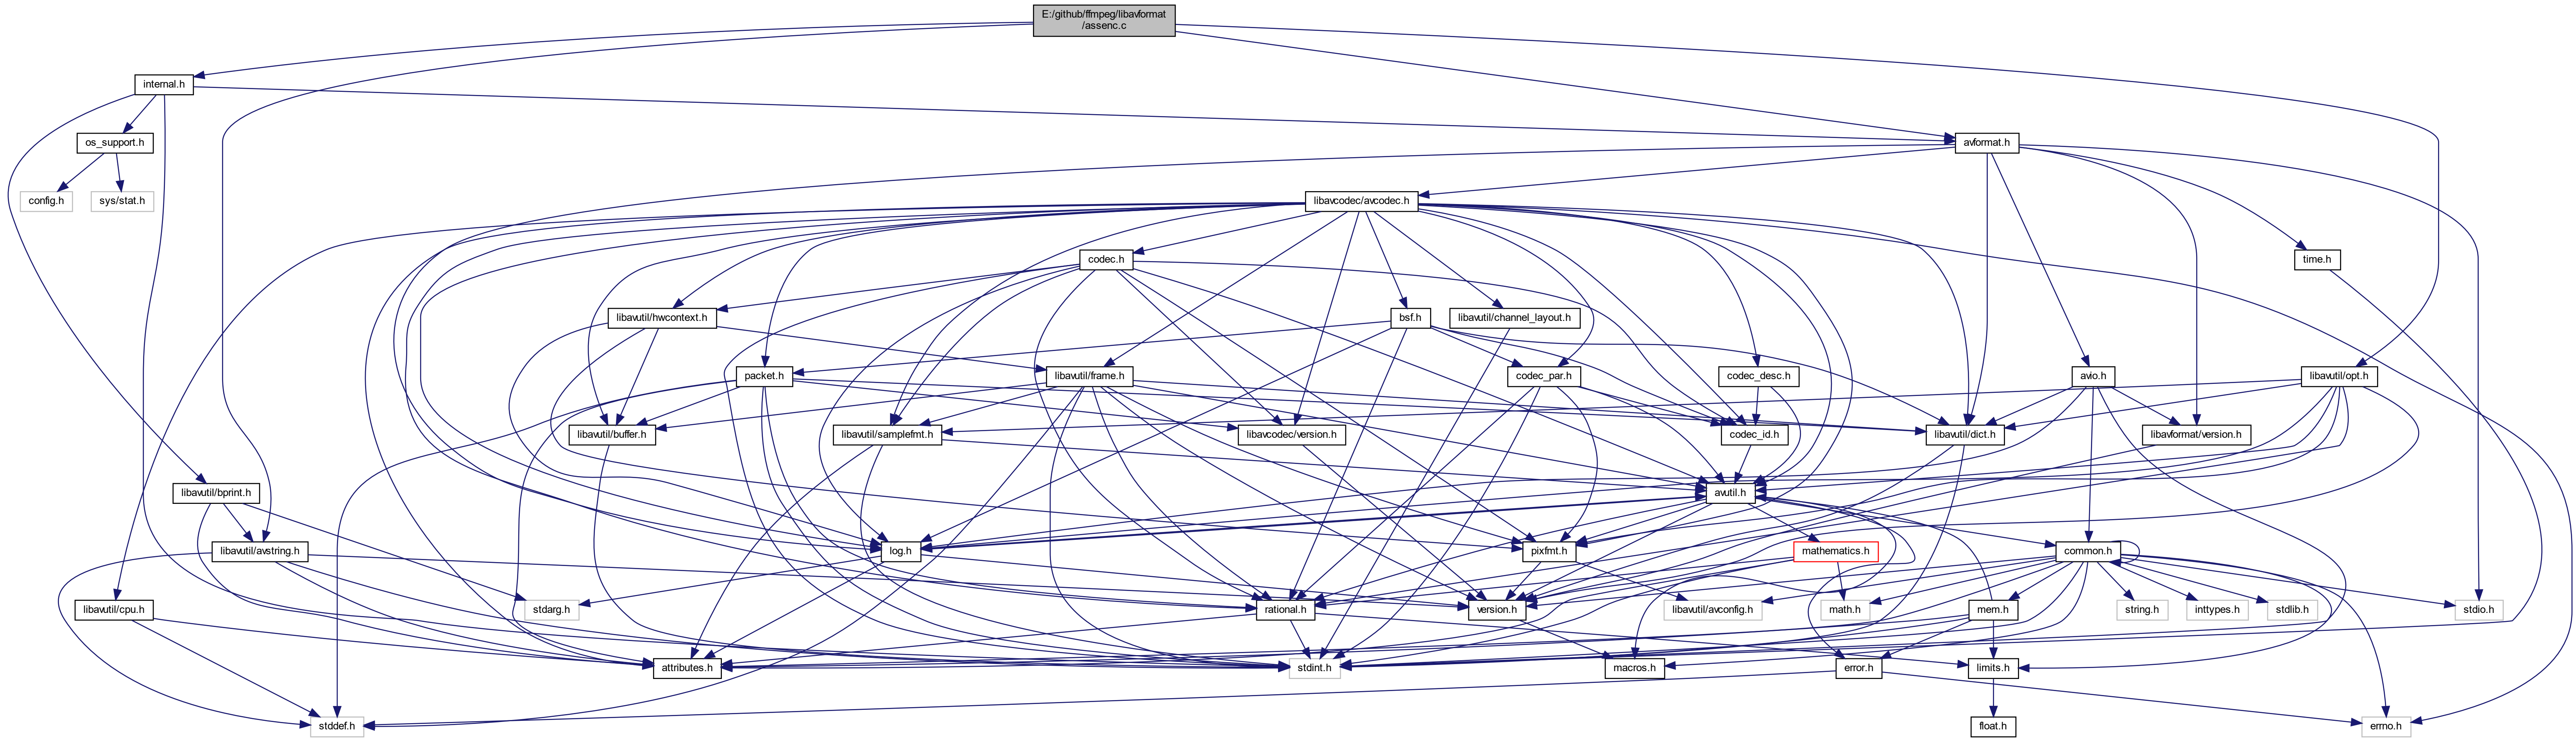 E:/github/ffmpeg/libavformat
/assenc.c
internal.h
os_support.h
avformat.h
config.h
sys/stat.h
libavcodec/avcodec.h
codec.h
time.h
libavutil/hwcontext.h
bsf.h
libavutil/channel_layout.h
packet.h
libavutil/frame.h
codec_par.h
codec_desc.h
avio.h
libavutil/opt.h
libavutil/buffer.h
libavutil/samplefmt.h
libavcodec/version.h
codec_id.h
libavutil/dict.h
libavformat/version.h
libavutil/bprint.h
avutil.h
libavutil/avstring.h
log.h
pixfmt.h
mathematics.h
common.h
libavutil/cpu.h
stdarg.h
rational.h
version.h
libavutil/avconfig.h
math.h
mem.h
string.h
inttypes.h
stdlib.h
stdio.h
attributes.h
stdint.h
macros.h
error.h
limits.h
stddef.h
float.h
errno.h